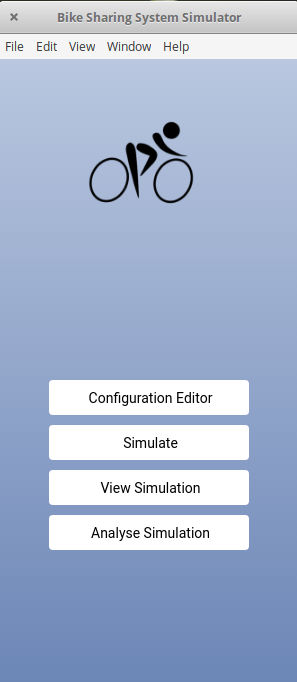 Bike Sharing System Simulator
File Edit View Window Help
Configuration Editor
Simulate
View Simulation
Analyse Simulation